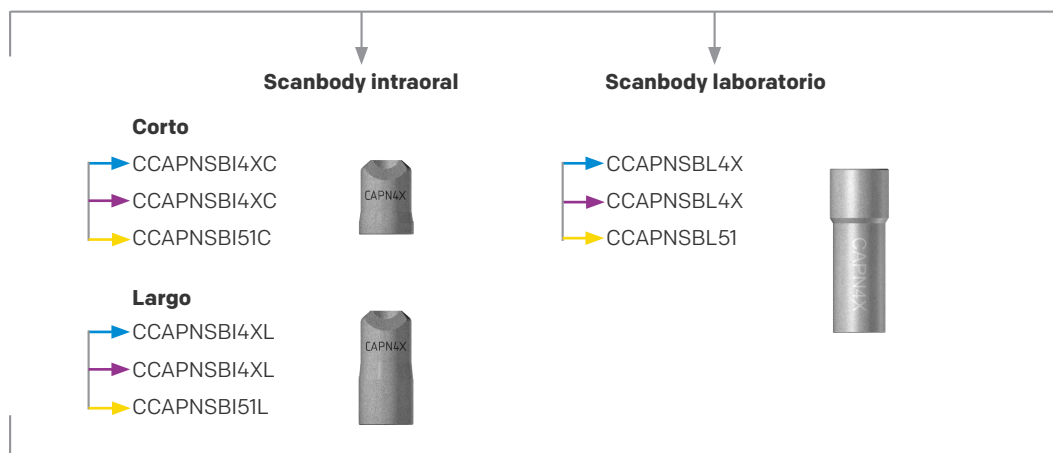 Scanbody intraoral
Corto
CCAPNSBI4XC
CCAPNSBI4XC
CCAPNSBI51C
CAPN4X
Largo
CCAPNSBI4XL
CCAPNSBI4XL
CCAPNSBI51L
CAPN4X
Scanbody laboratorio
CCAPNSBL4X
CCAPNSBL4X
CCAPNSBL51
CAPN4X